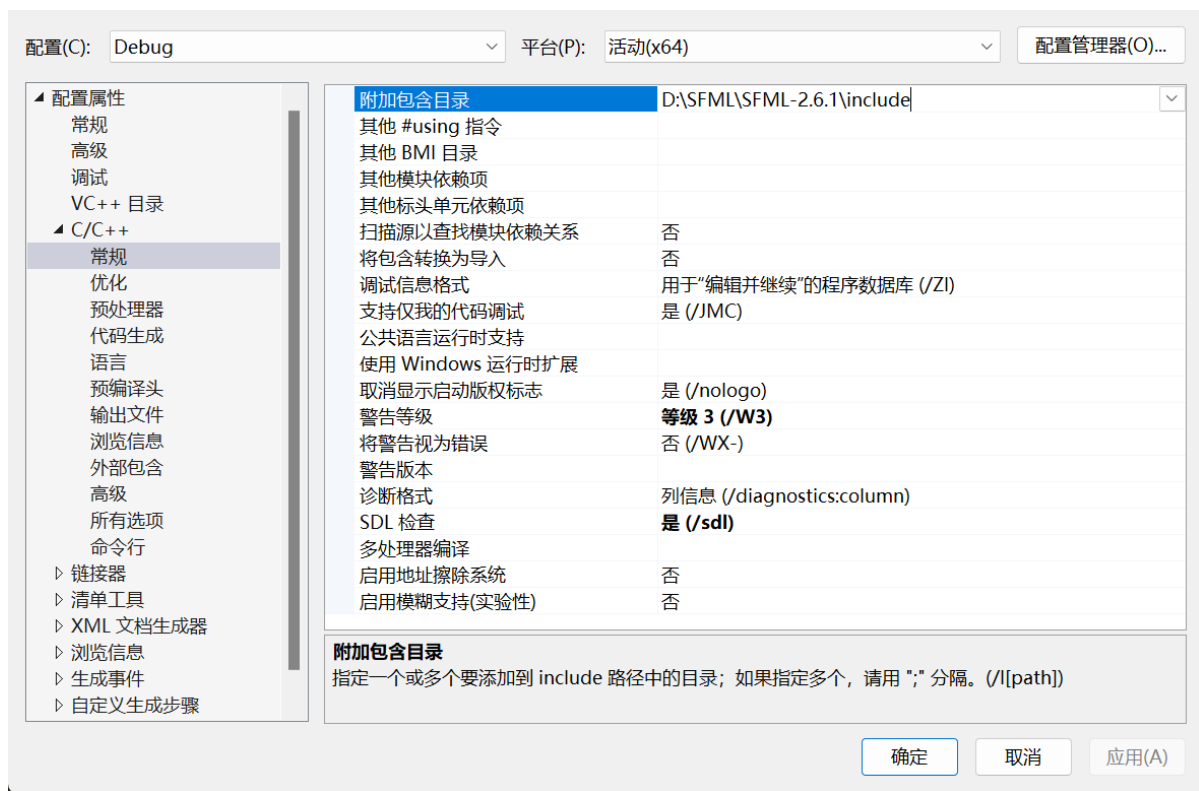 配置(C): Debug 平台(P): 活动(x64) 配置管理器(O)...
配置属性
常规
高级
调试
VC++ 目录
C/C++
常规
优化
预处理器
代码生成
语言
预编译头
输出文件
浏览信息
外部包含
高级
所有选项
命令行
链接器
清单工具
XML 文档生成器
浏览信息
生成事件
自定义生成步骤
附加包含目录 D:\SFML\SFML-2.6.1\include
其他 #using 指令
其他 BMI 目录
其他模块依赖项
其他标头单元依赖项
扫描源以查找模块依赖关系 否
将包含转换为导入 否
调试信息格式 用于“编辑并继续”的程序数据库 (/ZI)
支持仅我的代码调试 是 (/JMC)
公共语言运行时支持
使用 Windows 运行时扩展
取消显示启动版权标志 是 (/nologo)
警告等级 等级 3 (/W3)
将警告视为错误 否 (/WX-)
警告版本
诊断格式 列信息 (/diagnostics:column)
SDL 检查 是 (/sdl)
多处理器编译
启用地址擦除系统 否
启用模糊支持(实验性) 否
附加包含目录
指定一个或多个要添加到 include 路径中的目录；如果指定多个，请用 ";" 分隔。(/I[path])
确定 取消 应用(A)